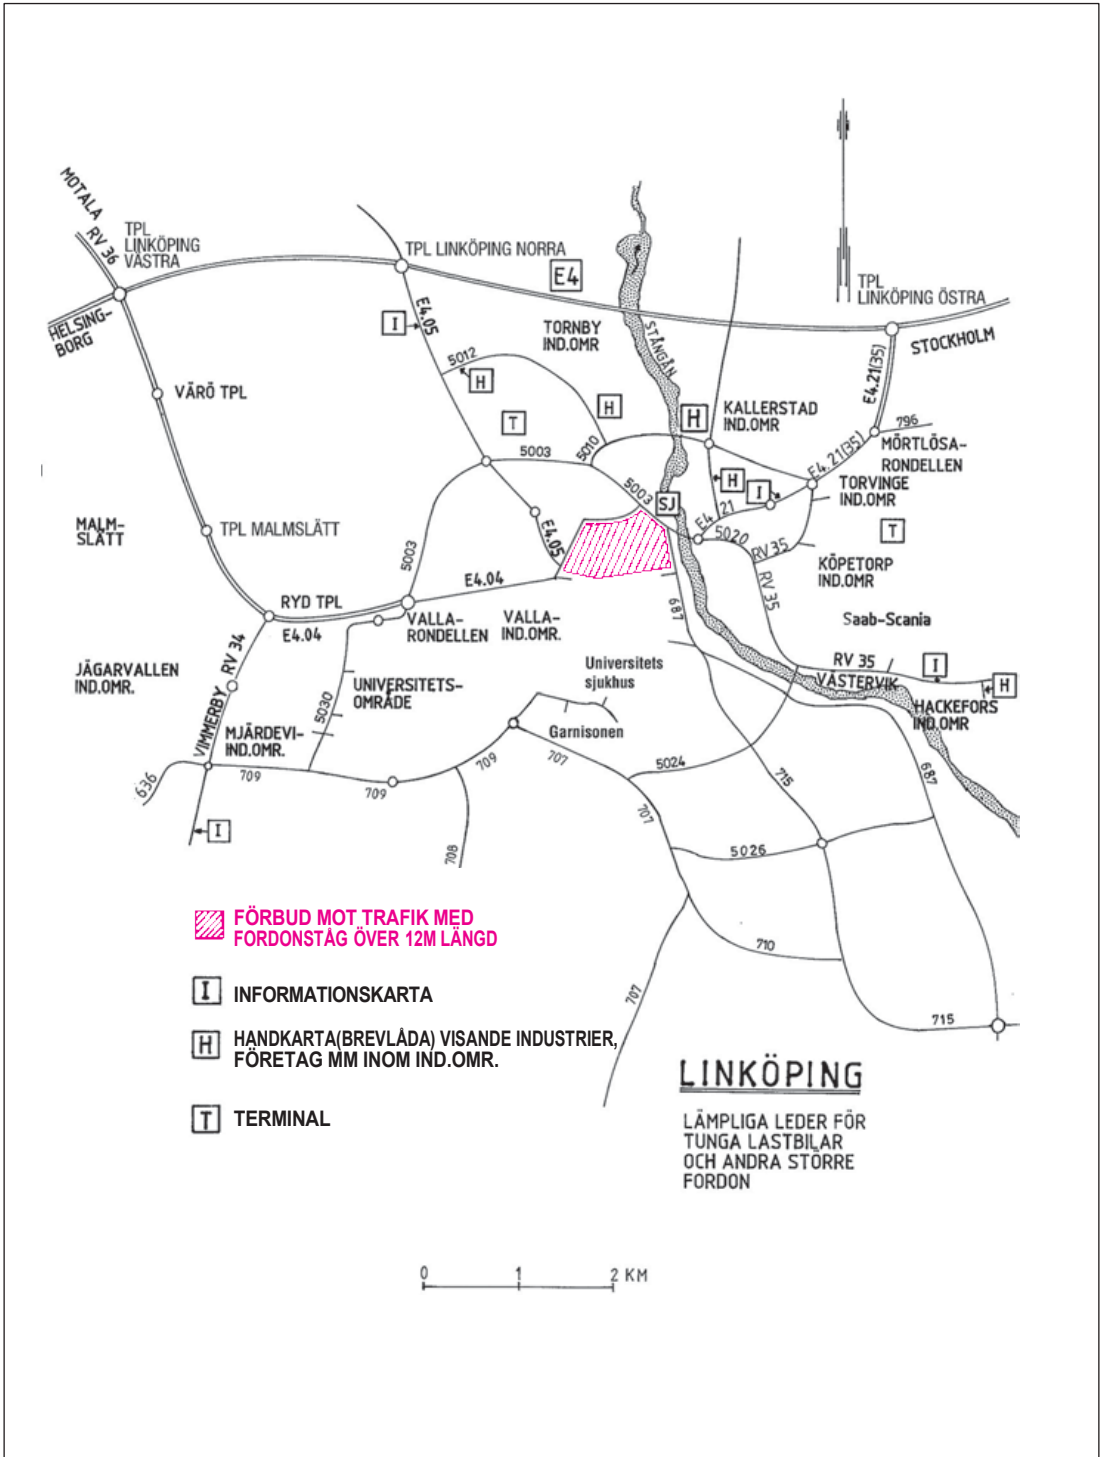 MOTALA RV 36
TPL
LINKÖPING
VÄSTRA
TPL LINKÖPING NORRA
E4
TPL
LINKÖPING ÖSTRA
HELSING-
BORG
STOCKHOLM
I
E4.05
TORNBY
IND.OMR
STÅNGÅN
E4.21(35)
5012
H
VÄRÖ TPL
H
H
KALLERSTAD
IND.OMR
796
T
MÖRTLÖSA-
RONDELLEN
5003
5010
E4.21(35)
H
I
TORVINGE
IND.OMR
5003
SJ
E4.21
MALM-
SLÄTT
TPL MALMSLÄTT
E4.05
5020
T
5003
RV 35
KÖPETORP
IND.OMR
E4.04
RV 35
RYD TPL
E4.04
VALLA-
RONDELLEN
VALLA-
IND.OMR.
687
Saab-Scania
JÄGARVALLEN
IND.OMR.
VIMMERBY RV 34
UNIVERSITETS-
OMRÅDE
Universitets
sjukhus
RV 35
VÄSTERVIK
I
H
HACKEFORS
IND.OMR
5030
MJÄRDEVI-
IND.OMR.
Garnisonen
636
709
709
709
707
5024
715
687
I
708
707
5026
710
707
715
FÖRBUD MOT TRAFIK MED
FORDONSTÅG ÖVER 12M LÄNGD
I INFORMATIONSKARTA
H HANDKARTA(BREVLÅDA) VISANDE INDUSTRIER,
FÖRETAG MM INOM IND.OMR.
T TERMINAL
LINKÖPING
LÄMPLIGA LEDER FÖR
TUNGA LASTBILAR
OCH ANDRA STÖRRE
FORDON
0 1 2 KM